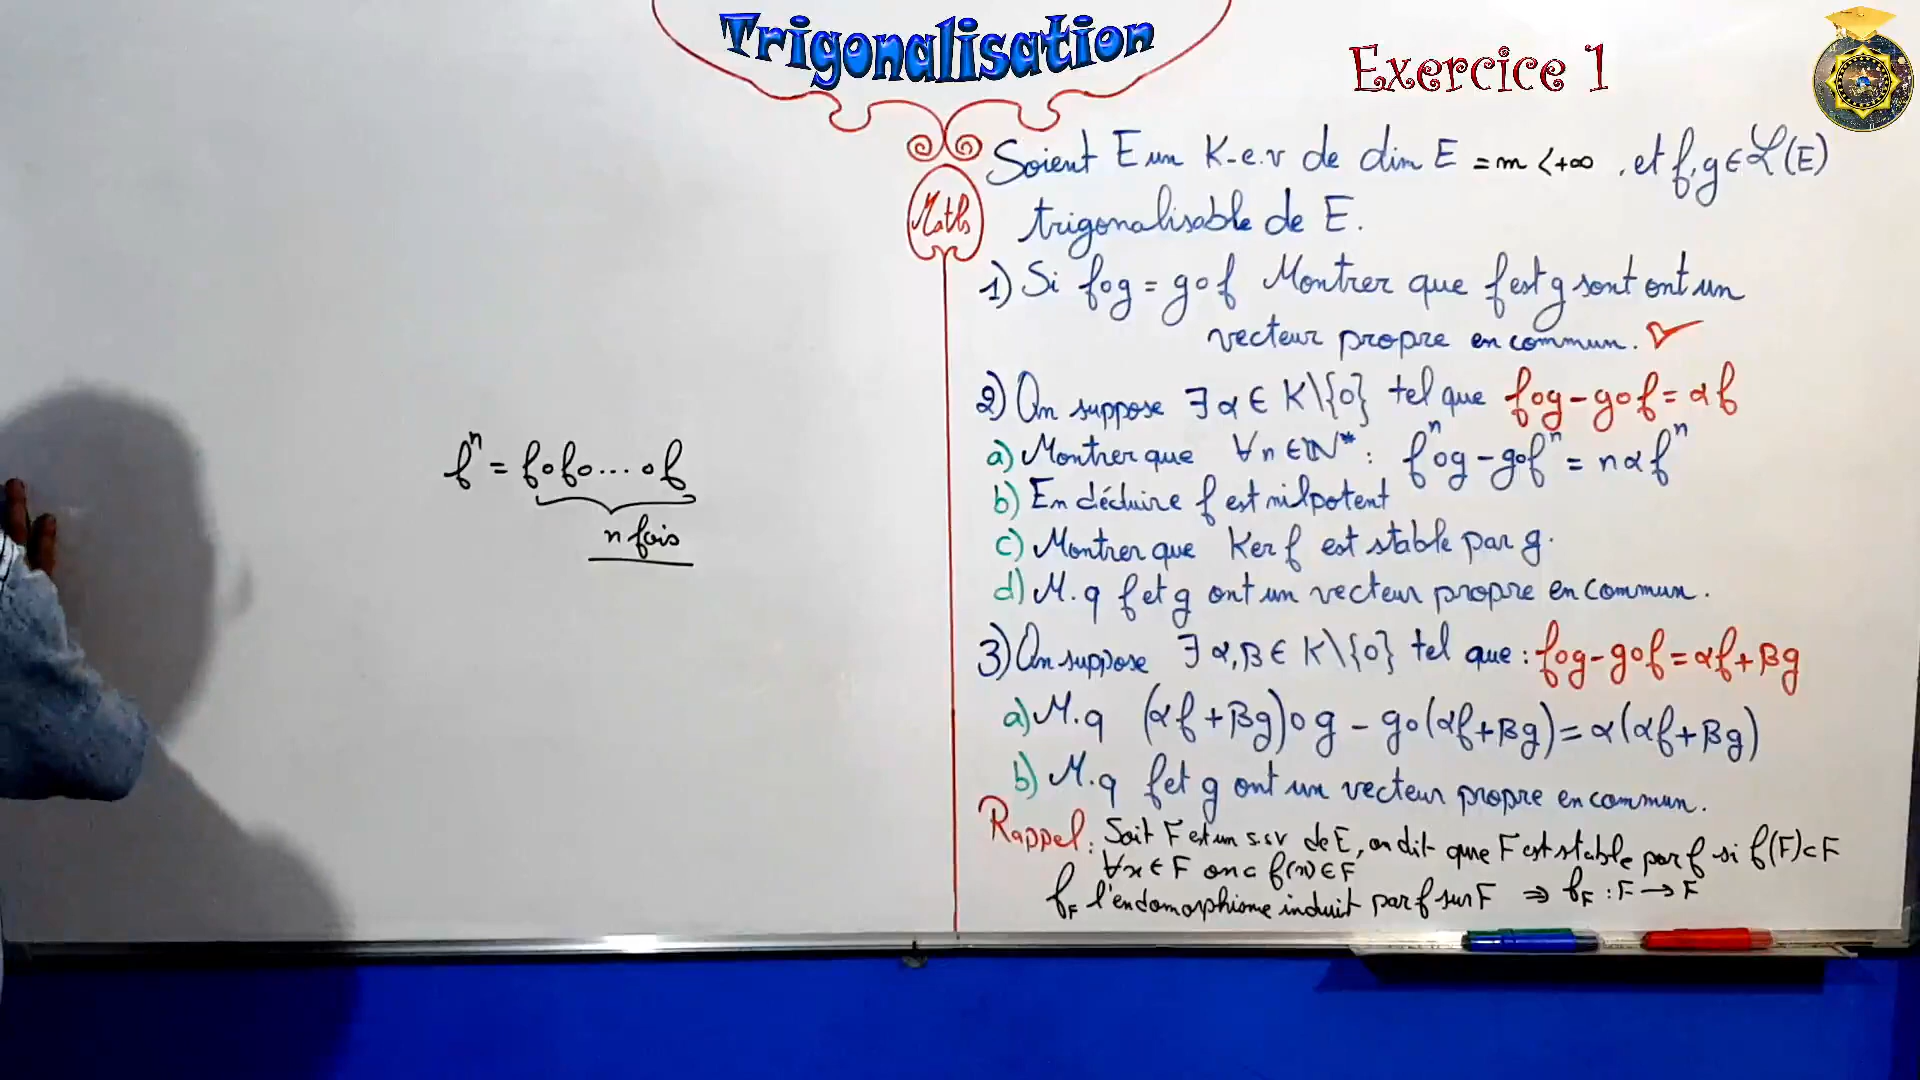 Trigonalisation
Exercice 1
Maths
Soient E un K-e.v de dim E = m < +∞ , et f,g ∈ ℒ(E)
trigonalisable de E.
1) Si fog = gof Montrer que f est g sont ont un
vecteur propre en commun. ✓
2) On suppose ∃ α ∈ K\{0} tel que fog - gof = αf
a) Montrer que ∀n ∈ ℕ* : fⁿog - gofⁿ = nαfⁿ
b) En déduire f est nilpotent
c) Montrer que Ker f est stable par g.
d) M.q f et g ont un vecteur propre en commun.
3) On suppose ∃ α,β ∈ K\{0} tel que : fog - gof = αf + βg
a) M.q (αf + βg)og - go(αf + βg) = α(αf + βg)
b) M.q f et g ont un vecteur propre en commun.
Rappel : Soit F est un s.s.v de E, on dit que F est stable par f si f(F) ⊂ F
∀x ∈ F on a f(x) ∈ F
f_F l'endomorphisme induit par f sur F ⇒ f_F : F → F
fⁿ = fofo...of
n fois